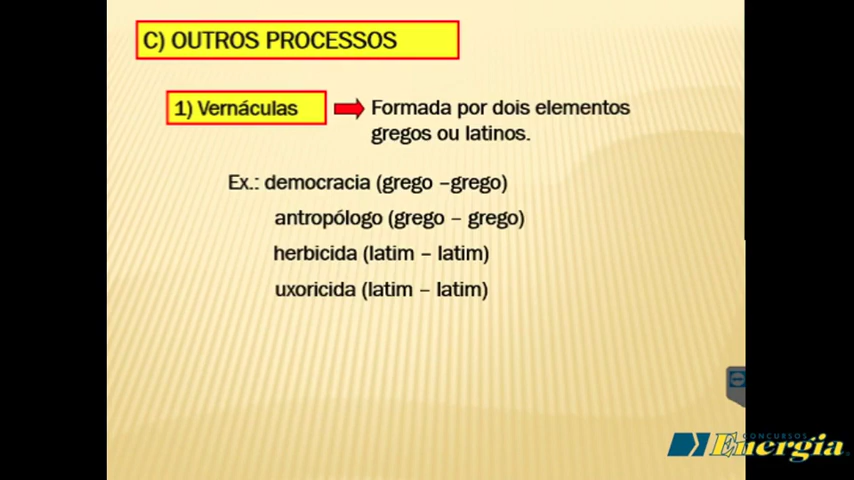 C) OUTROS PROCESSOS
1) Vernáculas
Formada por dois elementos
gregos ou latinos.
Ex.: democracia (grego –grego)
antropólogo (grego – grego)
herbicida (latim – latim)
uxoricida (latim – latim)
CONCURSOS
Energia